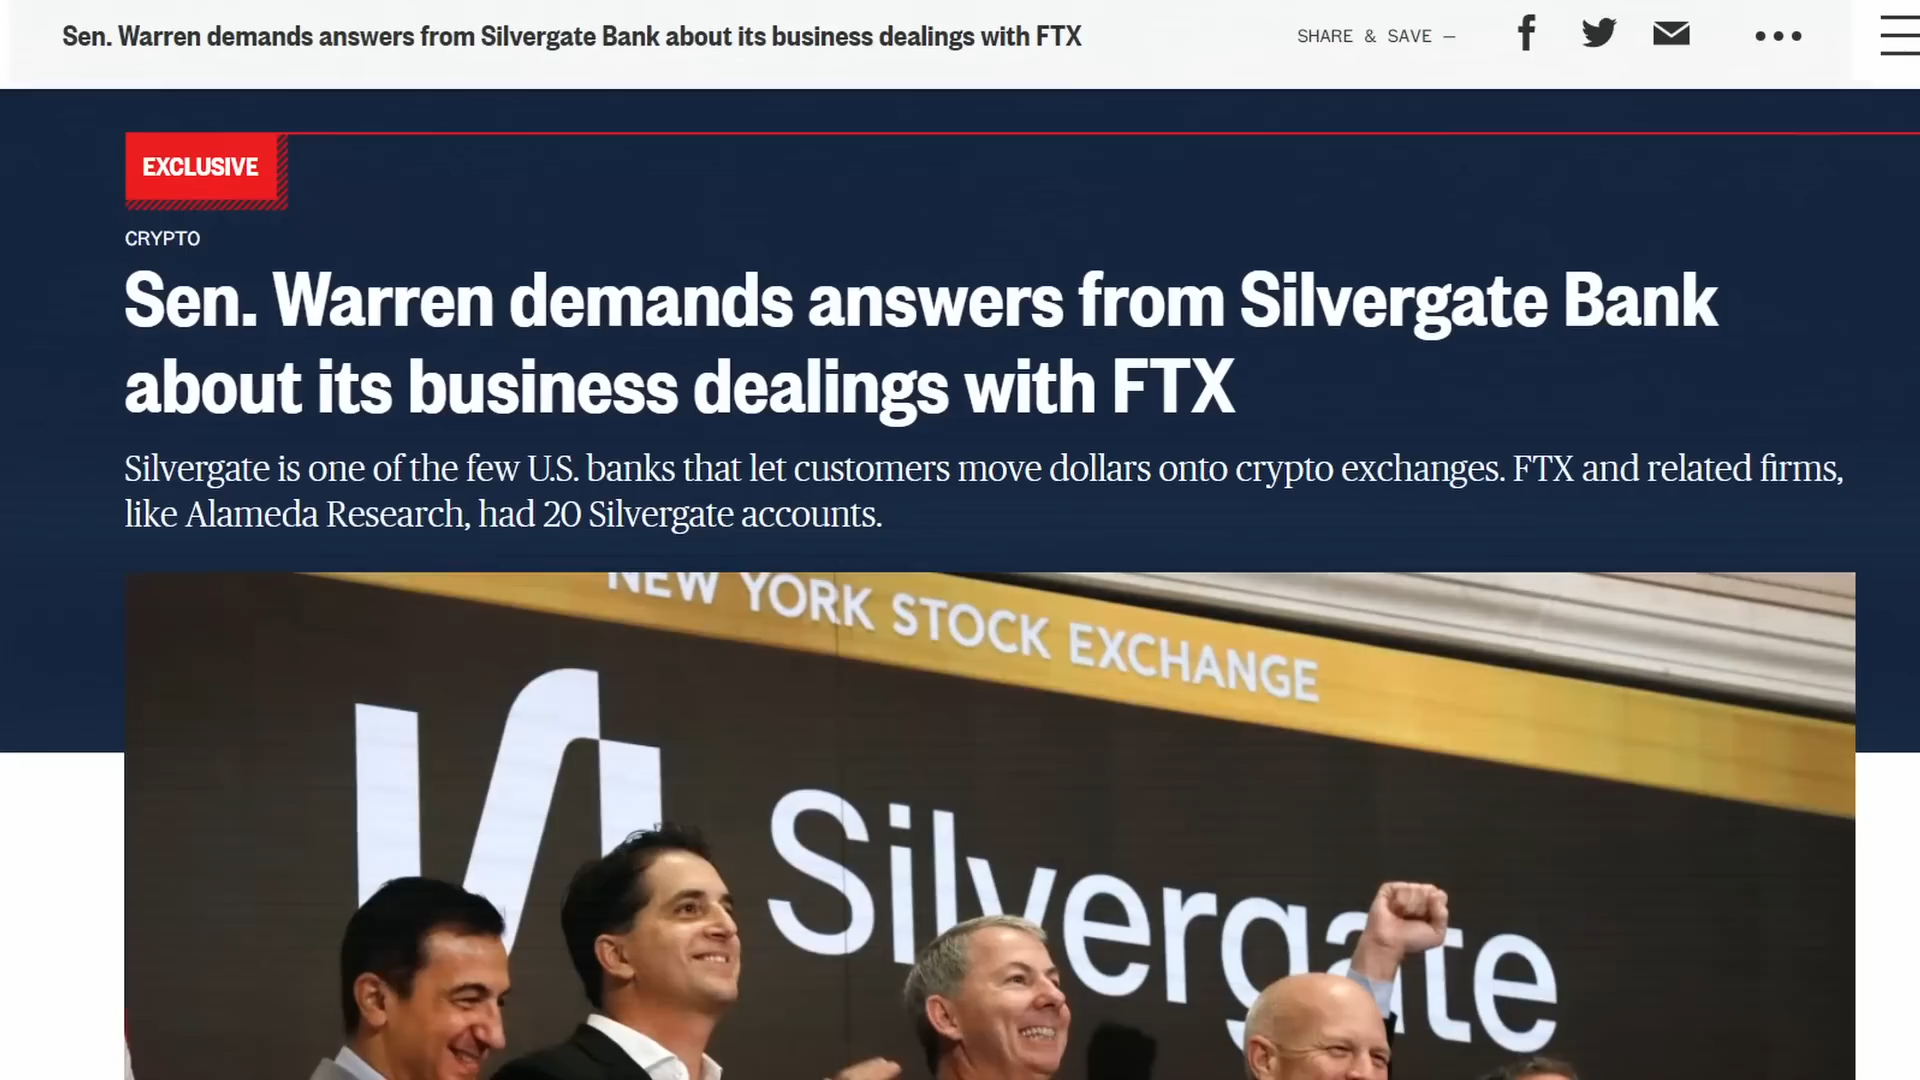 Sen. Warren demands answers from Silvergate Bank about its business dealings with FTX
SHARE & SAVE —
EXCLUSIVE
CRYPTO
Sen. Warren demands answers from Silvergate Bank
about its business dealings with FTX
Silvergate is one of the few U.S. banks that let customers move dollars onto crypto exchanges. FTX and related firms,
like Alameda Research, had 20 Silvergate accounts.
NEW YORK STOCK EXCHANGE
Silvergate